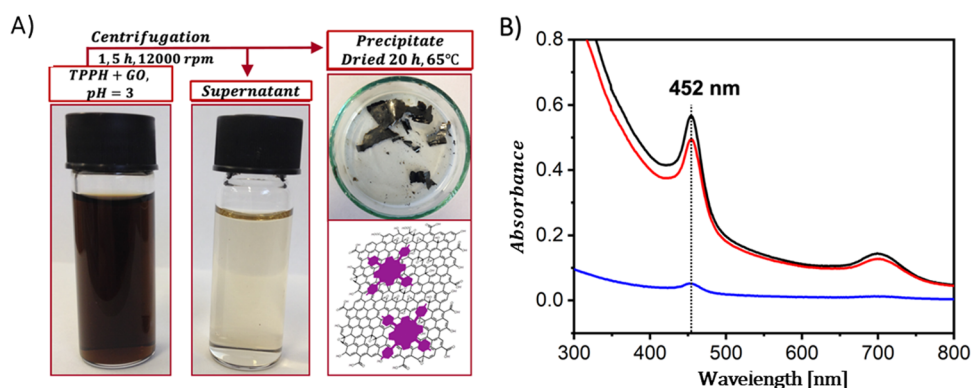 A)
Centrifugation
1,5 h, 12000 rpm
TPPH + GO,
pH = 3
Supernatant
Precipitate
Dried 20 h, 65℃
B)
452 nm
Absorbance
0.8
0.6
0.4
0.2
0.0
300 400 500 600 700 800
Waveiength [nm]